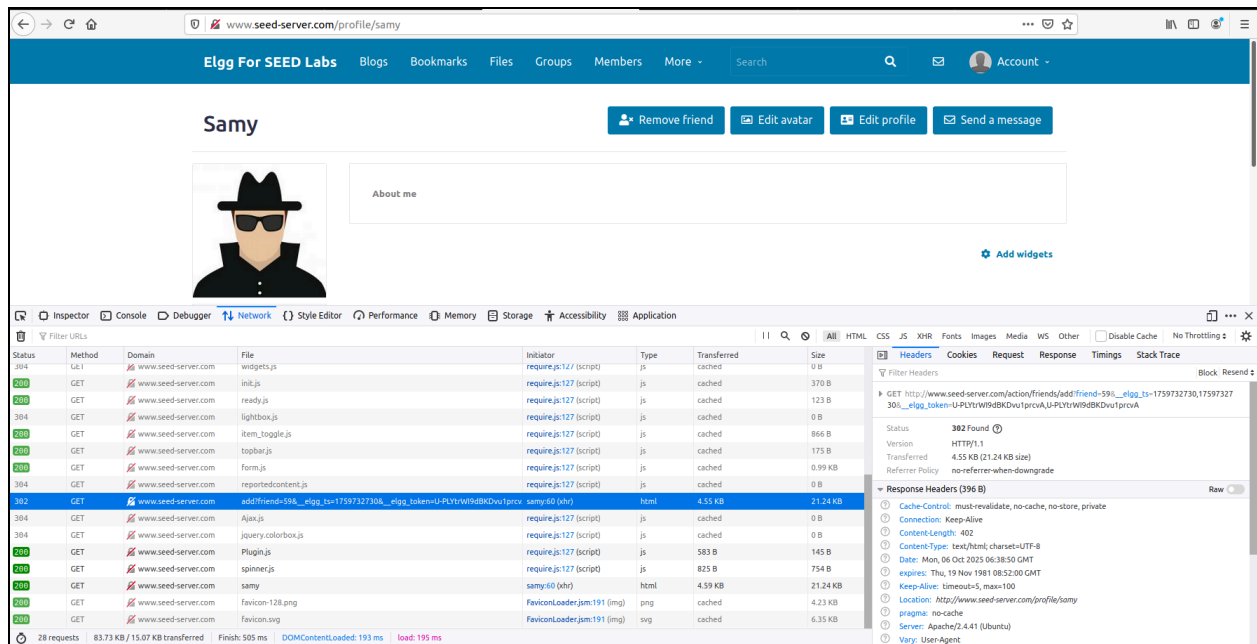 www.seed-server.com/profile/samy
Elgg For SEED Labs Blogs Bookmarks Files Groups Members More Search Account
Samy
Remove friend Edit avatar Edit profile Send a message
About me
Add widgets
Inspector Console Debugger Network {} Style Editor Performance Memory Storage Accessibility Application
Filter URLs All HTML CSS JS XHR Fonts Images Media WS Other Disable Cache No Throttling
Status Method Domain File Initiator Type Transferred Size
304 GET www.seed-server.com widgets.js require.js:127 (script) js cached 0 B
200 GET www.seed-server.com init.js require.js:127 (script) js cached 370 B
200 GET www.seed-server.com ready.js require.js:127 (script) js cached 123 B
304 GET www.seed-server.com lightbox.js require.js:127 (script) js cached 0 B
200 GET www.seed-server.com item_toggle.js require.js:127 (script) js cached 866 B
200 GET www.seed-server.com topbar.js require.js:127 (script) js cached 175 B
200 GET www.seed-server.com form.js require.js:127 (script) js cached 0.99 KB
304 GET www.seed-server.com reportedcontent.js require.js:127 (script) js cached 0 B
302 GET www.seed-server.com add?friend=59&__elgg_ts=1759732730&__elgg_token=U-PLYtrWI9dBKDvu1prcv samy:60 (xhr) html 4.55 KB 21.24 KB
304 GET www.seed-server.com Ajax.js require.js:127 (script) js cached 0 B
304 GET www.seed-server.com jquery.colorbox.js require.js:127 (script) js cached 0 B
200 GET www.seed-server.com Plugin.js require.js:127 (script) js 583 B 145 B
200 GET www.seed-server.com spinner.js require.js:127 (script) js 825 B 754 B
200 GET www.seed-server.com samy samy:60 (xhr) html 4.59 KB 21.24 KB
200 GET www.seed-server.com favicon-128.png FaviconLoader.jsm:191 (img) png cached 4.23 KB
200 GET www.seed-server.com favicon.svg FaviconLoader.jsm:191 (img) svg cached 6.35 KB
28 requests 83.73 KB / 15.07 KB transferred Finish: 505 ms DOMContentLoaded: 193 ms load: 195 ms
Headers Cookies Request Response Timings Stack Trace
Filter Headers Block Resend
GET http://www.seed-server.com/action/friends/add?friend=59&__elgg_ts=1759732730,17597327
30&__elgg_token=U-PLYtrWI9dBKDvu1prcvA,U-PLYtrWI9dBKDvu1prcvA
Status 302 Found
Version HTTP/1.1
Transferred 4.55 KB (21.24 KB size)
Referrer Policy no-referrer-when-downgrade
Response Headers (396 B) Raw
Cache-Control: must-revalidate, no-cache, no-store, private
Connection: Keep-Alive
Content-Length: 402
Content-Type: text/html; charset=UTF-8
Date: Mon, 06 Oct 2025 06:38:50 GMT
expires: Thu, 19 Nov 1981 08:52:00 GMT
Keep-Alive: timeout=5, max=100
Location: http://www.seed-server.com/profile/samy
pragma: no-cache
Server: Apache/2.4.41 (Ubuntu)
Vary: User-Agent